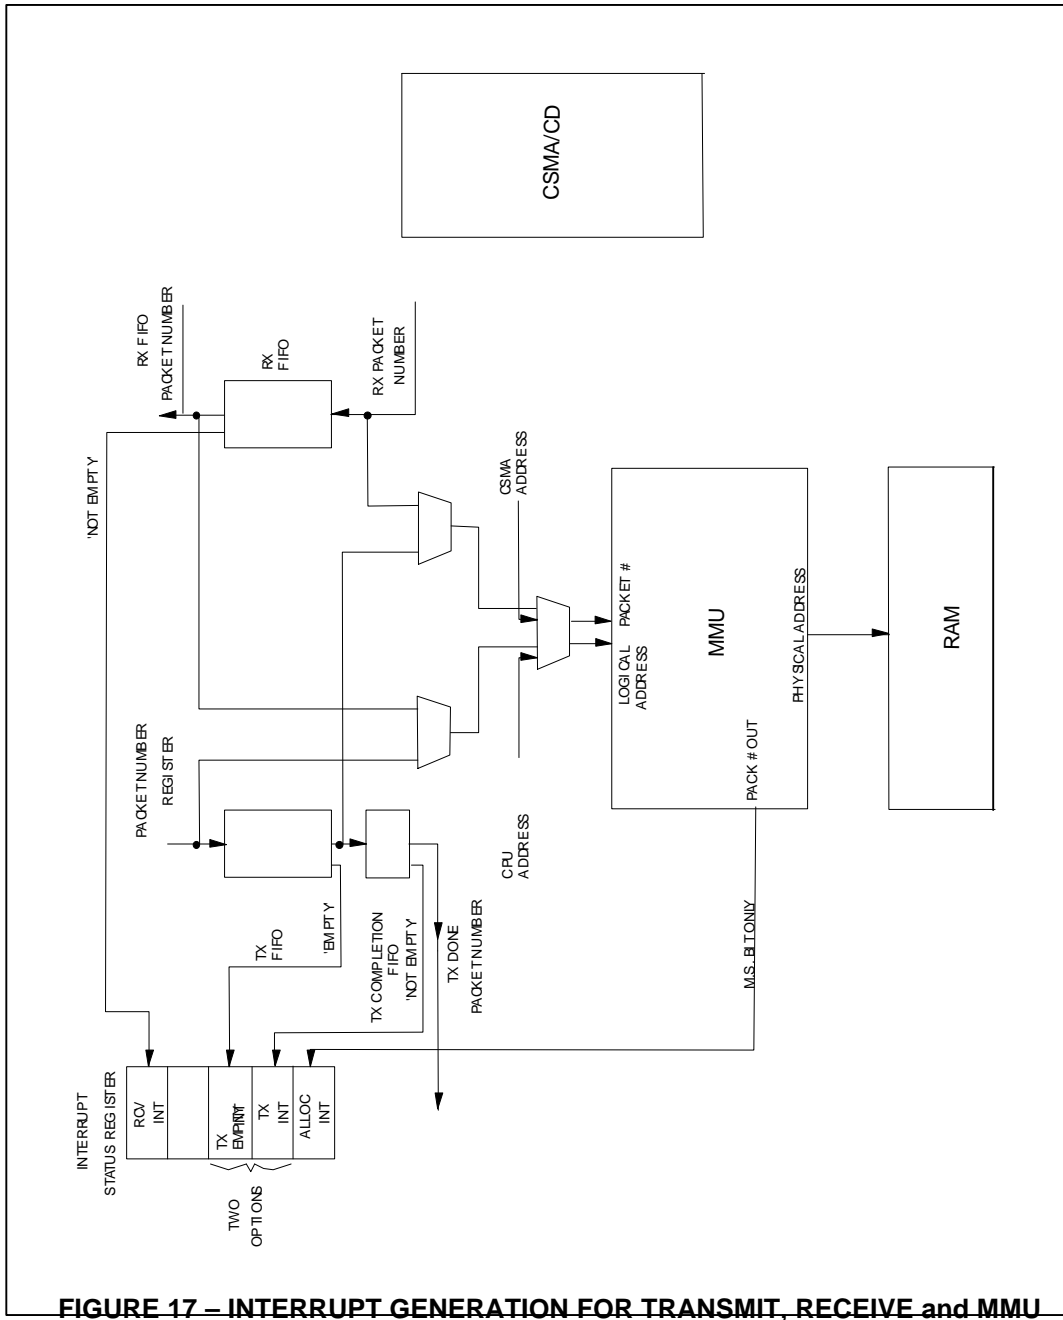 INTERRUPT
STATUS REGISTER
RCV
INT
TX
EMPTY
TX
INT
ALLOC
INT
TWO
OPTIONS
'NOT EMPTY'
RX FIFO
PACKET NUMBER
RX
FIFO
RX PACKET
NUMBER
CSMA/CD
PACKET NUMBER
REGISTER
TX
FIFO
'EMPTY'
TX COMPLETION
FIFO
'NOT EMPTY'
TX DONE
PACKET NUMBER
CPU
ADDRESS
CSMA
ADDRESS
LOGICAL
ADDRESS
PACKET #
MMU
PACK # OUT
PHYSICAL ADDRESS
M.S. BIT ONLY
RAM
FIGURE 17 – INTERRUPT GENERATION FOR TRANSMIT, RECEIVE and MMU